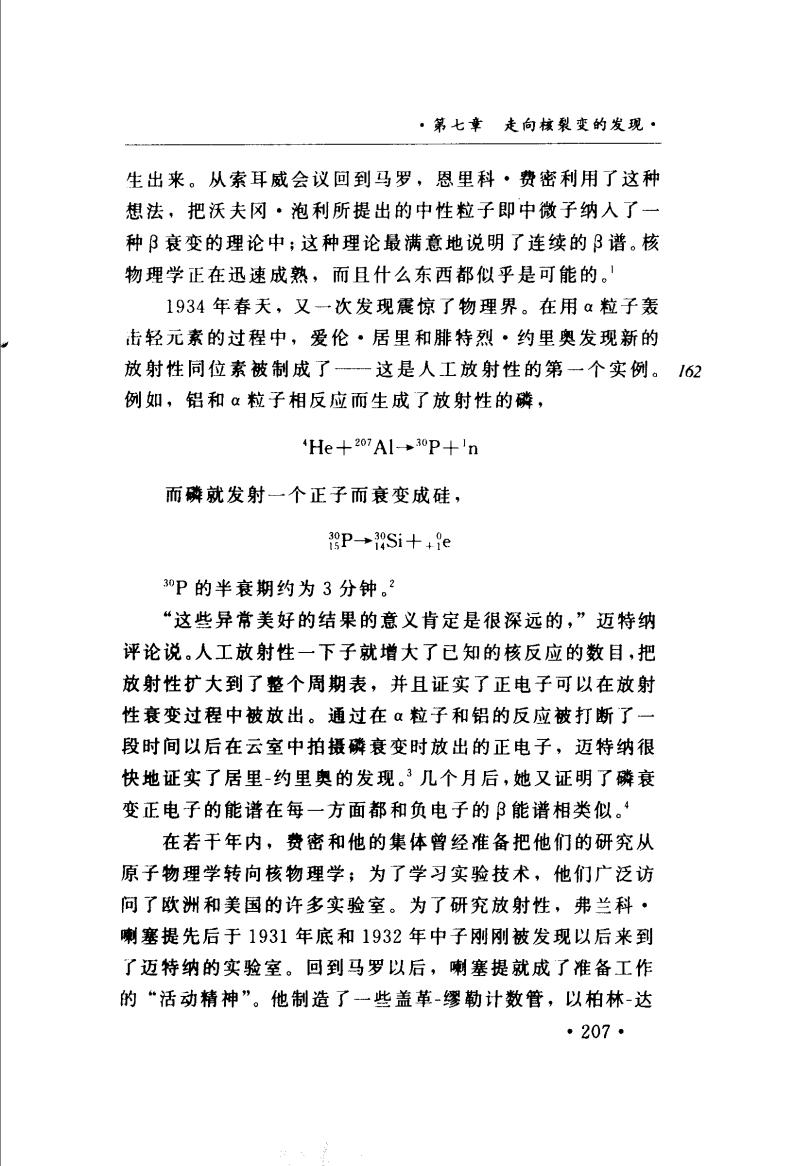 ·第七章 走向核裂变的发现·
生出来。从索耳威会议回到马罗，恩里科·费密利用了这种
想法，把沃夫冈·泡利所提出的中性粒子即中微子纳入了一
种β衰变的理论中；这种理论最满意地说明了连续的β谱。核
物理学正在迅速成熟，而且什么东西都似乎是可能的。¹
1934年春天，又一次发现震惊了物理界。在用α粒子轰
击轻元素的过程中，爱伦·居里和腓特烈·约里奥发现新的
放射性同位素被制成了——这是人工放射性的第一个实例。 162
例如，铝和α粒子相反应而生成了放射性的磷，
⁴He＋²⁰⁷Al→³⁰P＋¹n
而磷就发射一个正子而衰变成硅，
³⁰₁₅P→³⁰₁₄Si＋⁰₊₁e
³⁰P的半衰期约为3分钟。²
“这些异常美好的结果的意义肯定是很深远的，”迈特纳
评论说。人工放射性一下子就增大了已知的核反应的数目，把
放射性扩大到了整个周期表，并且证实了正电子可以在放射
性衰变过程中被放出。通过在α粒子和铝的反应被打断了一
段时间以后在云室中拍摄磷衰变时放出的正电子，迈特纳很
快地证实了居里-约里奥的发现。³几个月后，她又证明了磷衰
变正电子的能谱在每一方面都和负电子的β能谱相类似。⁴
在若干年内，费密和他的集体曾经准备把他们的研究从
原子物理学转向核物理学；为了学习实验技术，他们广泛访
问了欧洲和美国的许多实验室。为了研究放射性，弗兰科·
喇塞提先后于1931年底和1932年中子刚刚被发现以后来到
了迈特纳的实验室。回到马罗以后，喇塞提就成了准备工作
的“活动精神”。他制造了一些盖革-缪勒计数管，以柏林-达
·207·